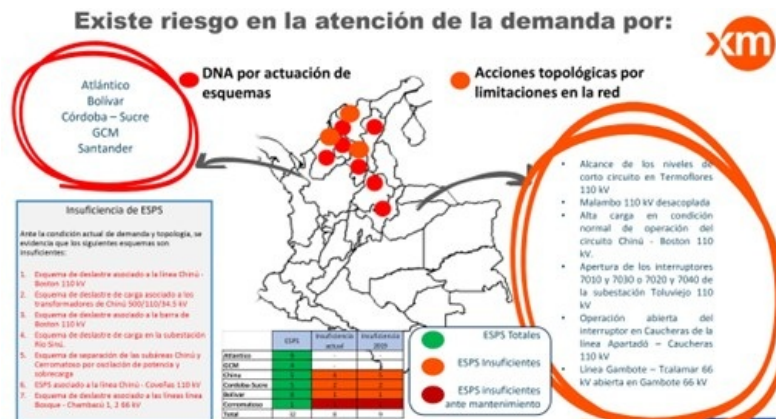 Existe riesgo en la atención de la demanda por:
xm
Atlántico
Bolívar
Córdoba – Sucre
GCM
Santander
DNA por actuación de
esquemas
Acciones topológicas por
limitaciones en la red
Insuficiencia de ESPS
Ante la condición actual de demanda y topología, se
evidencia que los siguientes esquemas son
insuficientes:
1. Esquema de deslastre asociado a la línea Chinú -
Boston 110 kV
2. Esquema de deslastre de carga asociado a los
transformadores de Chinú 500/110/34.5 kV
3. Esquema de deslastre asociado a la barra de
Boston 110 kV
4. Esquema de deslastre de carga en la subestación
Río Sinú.
5. Esquema de separación de las subáreas Chinú y
Cerromatoso por oscilación de potencia y
sobrecarga
6. ESPS asociado a la línea Chinú - Coveñas 110 kV
7. Esquema de deslastre asociado a las líneas línea
Bosque - Chambacú 1, 2 66 kV
• Alcance de los niveles de
corto circuito en Termoflores
110 kV
• Malambo 110 kV desacoplada
• Alta carga en condición
normal de operación del
circuito Chinú - Boston 110
kV.
• Apertura de los interruptores
7010 y 7030 o 7020 y 7040 de
la subestación Toluviejo 110
kV
• Operación abierta del
interruptor en Caucheras de la
línea Apartadó – Caucheras
110 kV
• Línea Gambote – Tcalamar 66
kV abierta en Gambote 66 kV
ESPS Insuficiencia actual Insuficiencia 2019
Atlantico
GCM
China
Cordoba-Sucre
Bolivar
Cerromatoso
Total 32 9
ESPS Totales
ESPS Insuficientes
ESPS insuficientes
ante mantenimiento